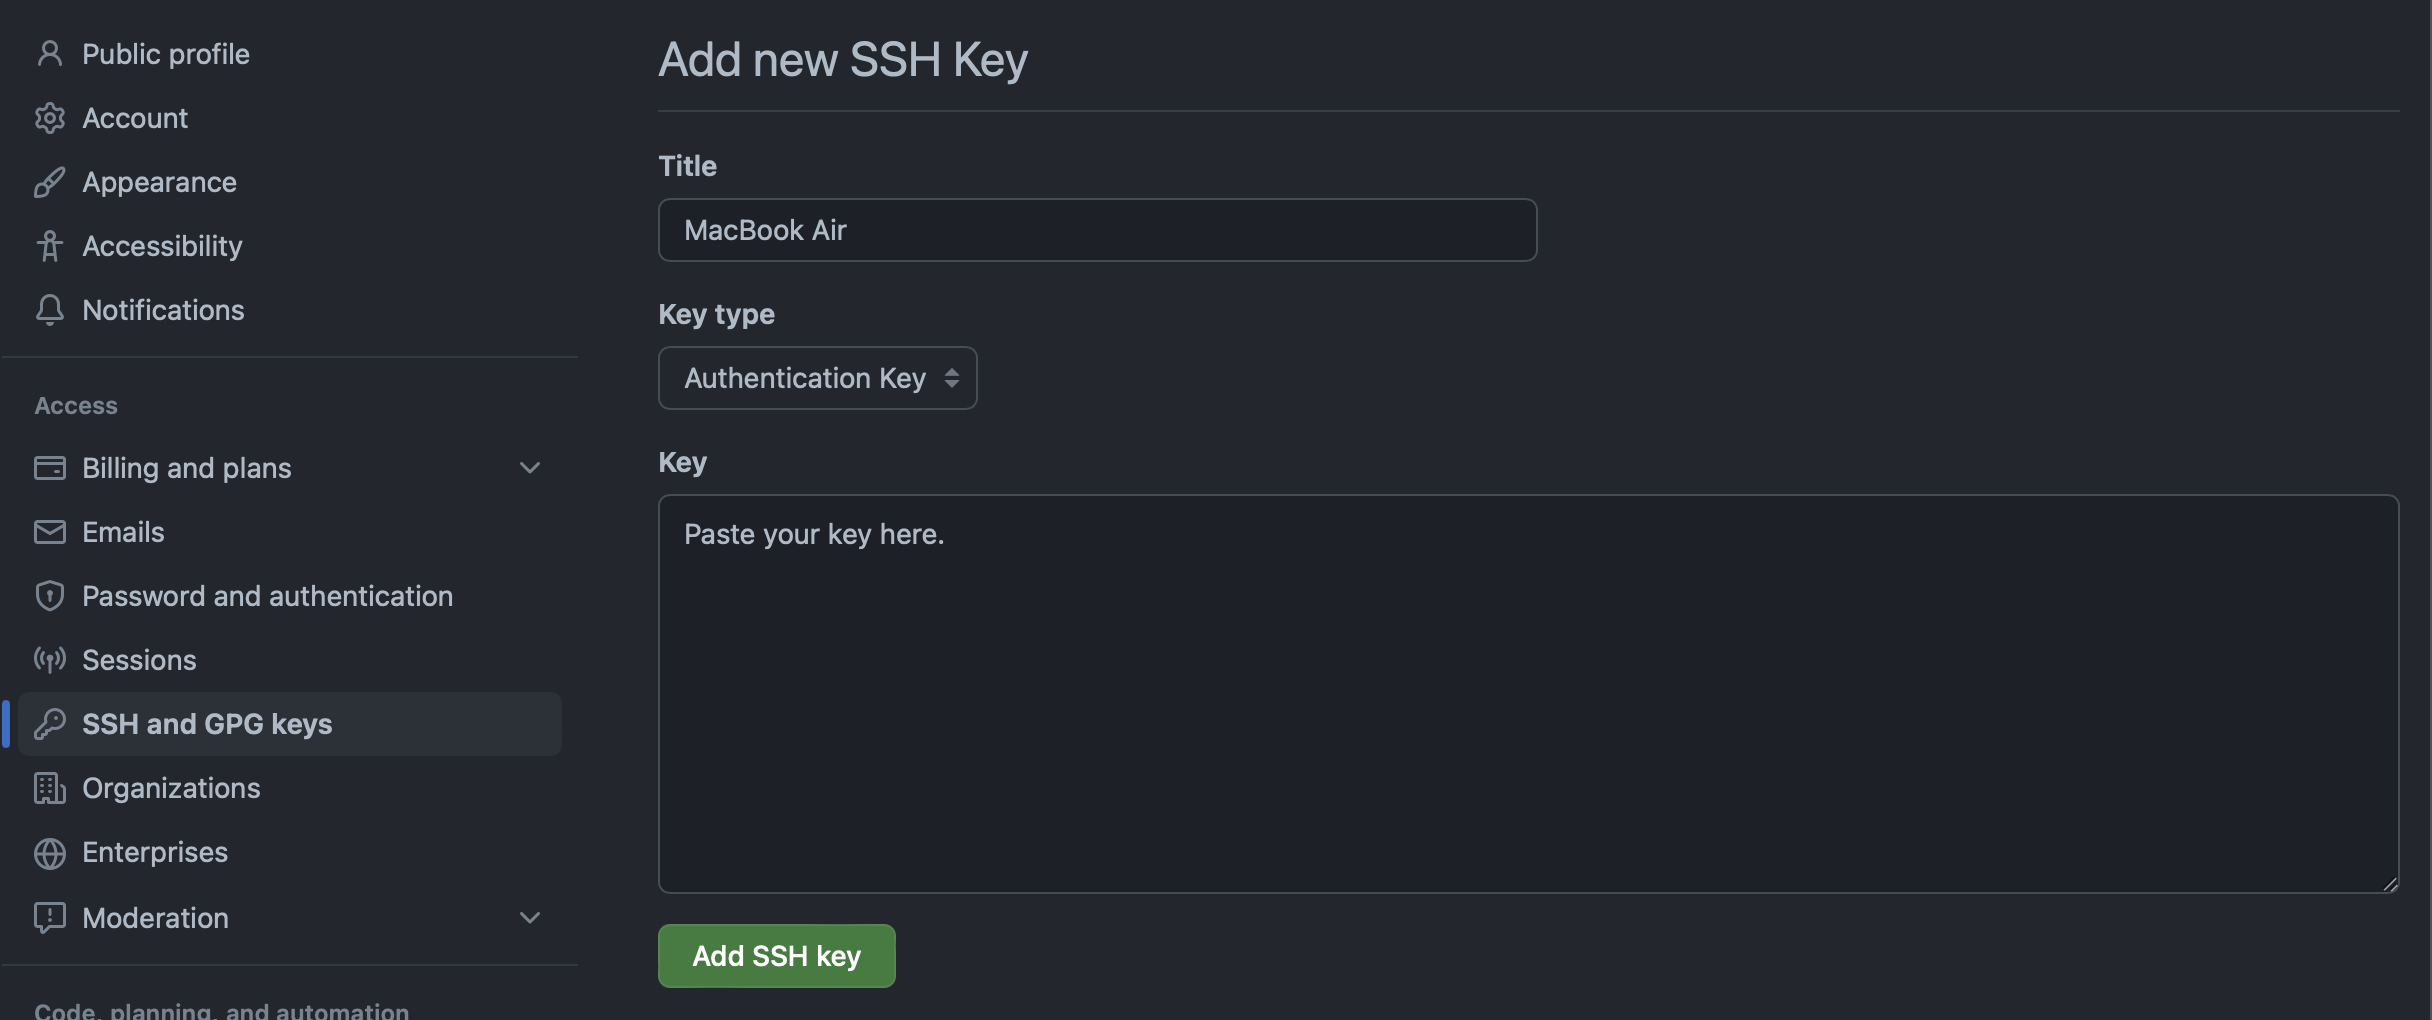 Public profile
Account
Appearance
Accessibility
Notifications
Access
Billing and plans
Emails
Password and authentication
Sessions
SSH and GPG keys
Organizations
Enterprises
Moderation
Code, planning, and automation
Add new SSH Key
Title
MacBook Air
Key type
Authentication Key
Key
Paste your key here.
Add SSH key